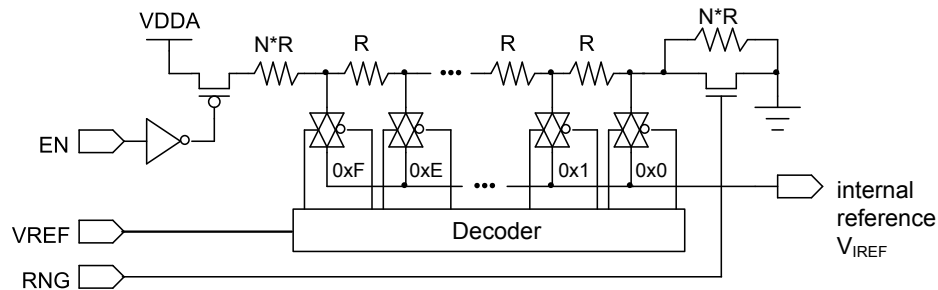 VDDA
N*R
R
R
R
N*R
EN
0xF
0xE
•••
0x1
0x0
internal
reference
VIREF
VREF
Decoder
RNG